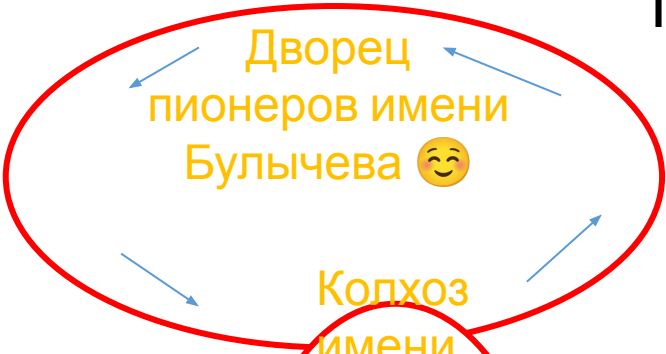 Дворец
пионеров имени
Булычева ☺️
Колхоз
имени